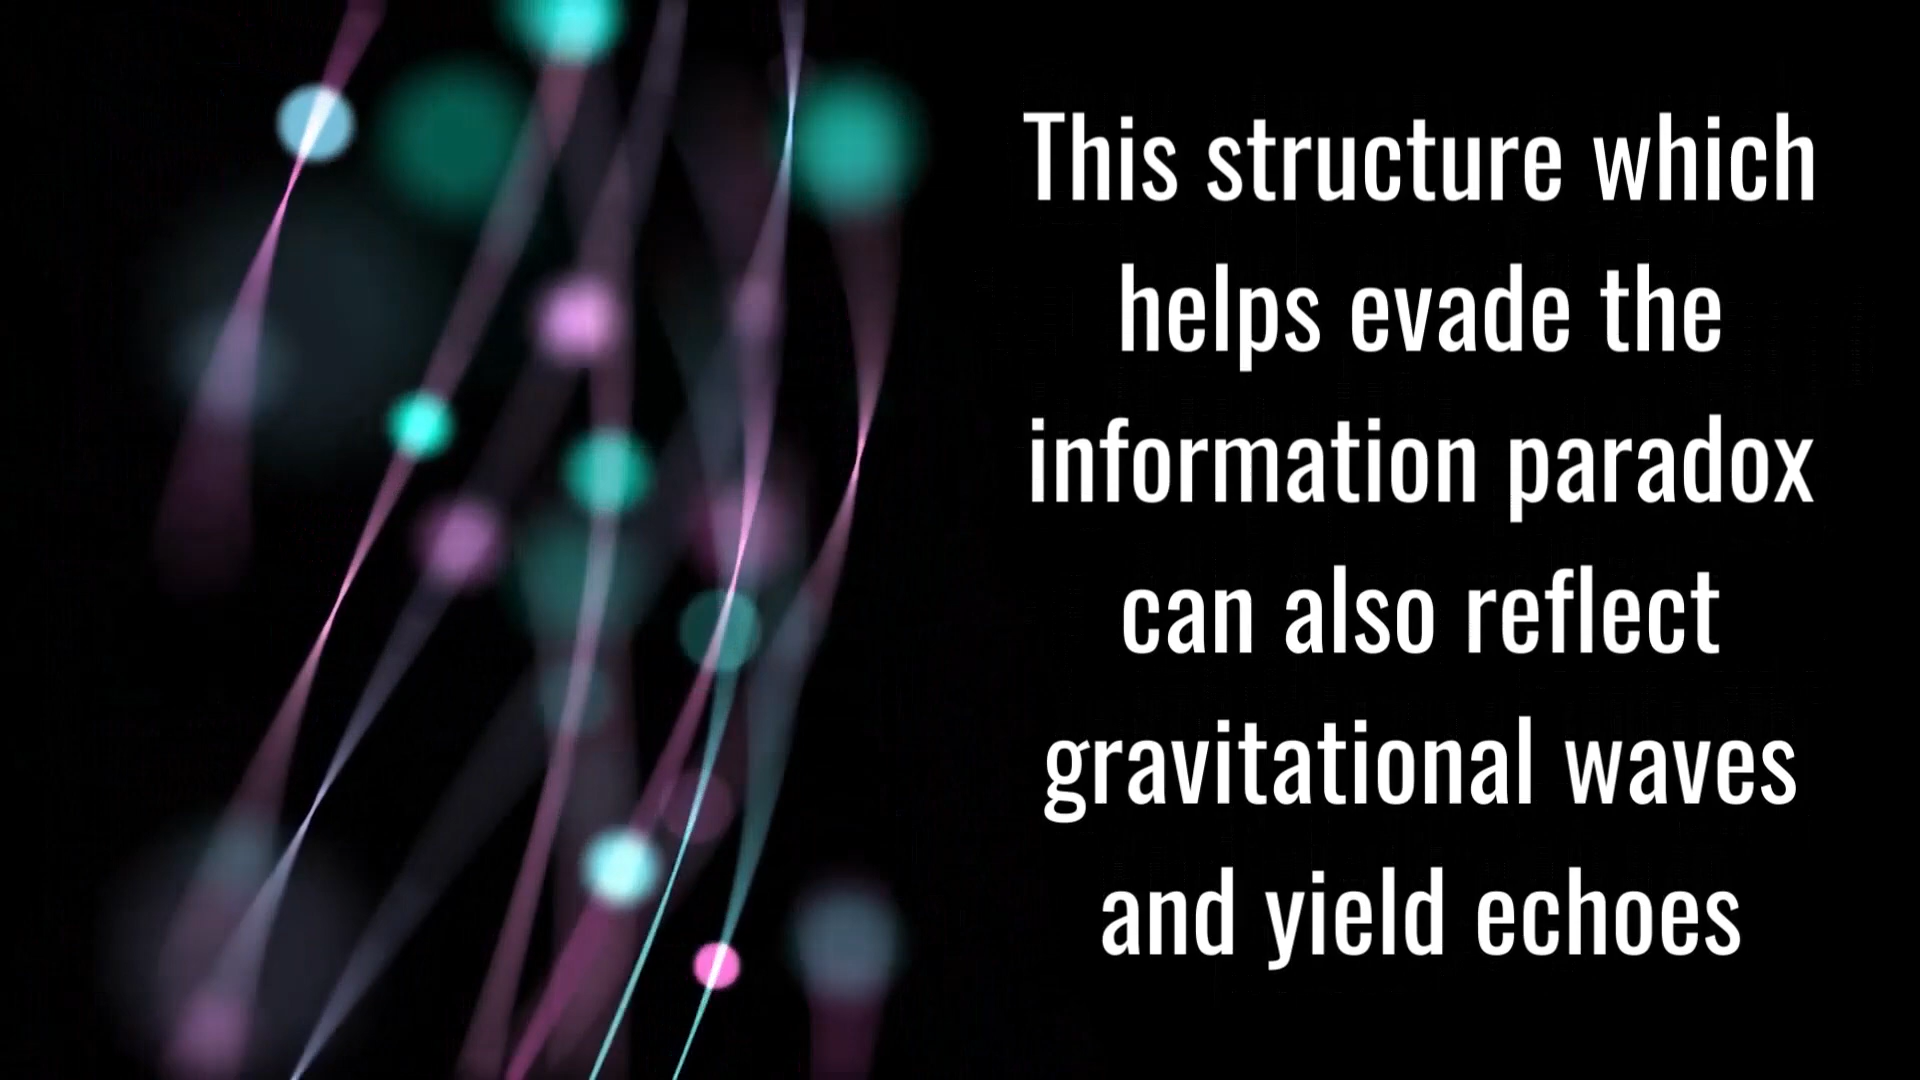 This structure which
helps evade the
information paradox
can also reflect
gravitational waves
and yield echoes